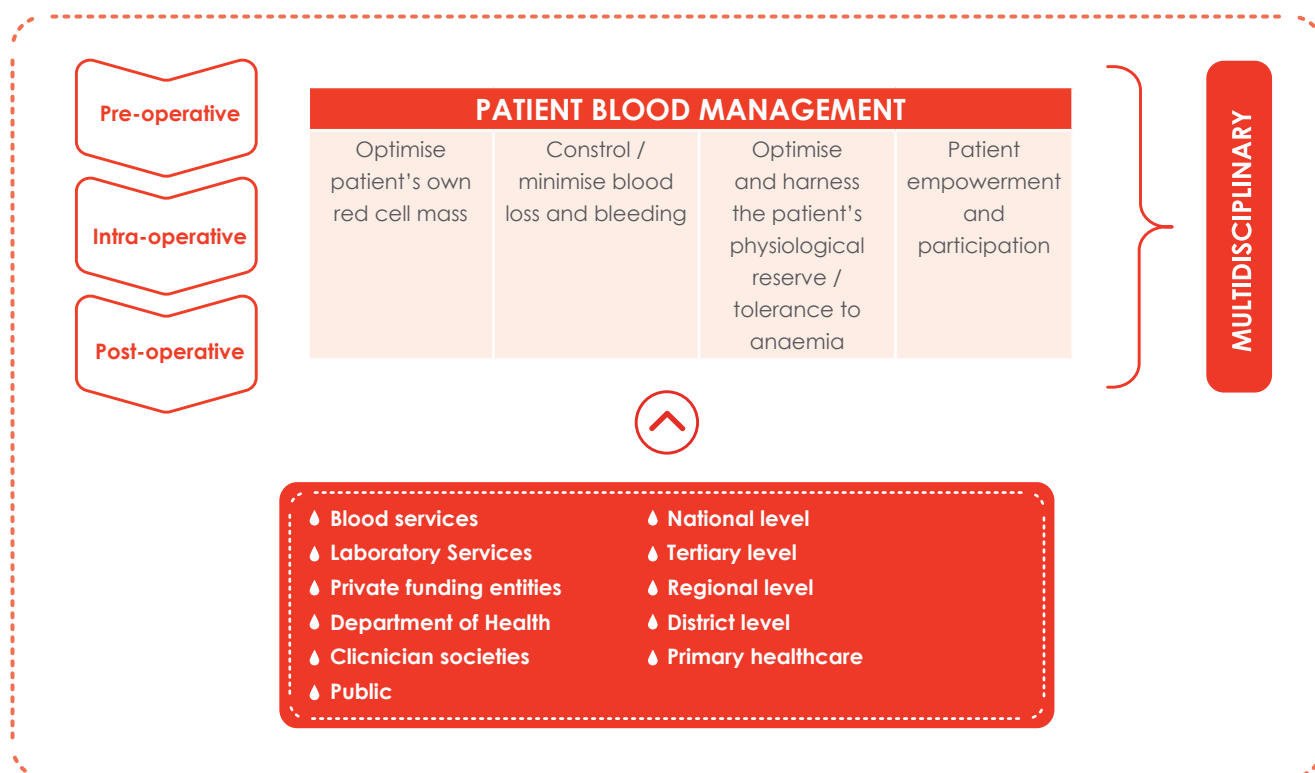 Pre-operative
Intra-operative
Post-operative
PATIENT BLOOD MANAGEMENT
Optimise
patient’s own
red cell mass
Constrol /
minimise blood
loss and bleeding
Optimise
and harness
the patient’s
physiological
reserve /
tolerance to
anaemia
Patient
empowerment
and
participation
MULTIDISCIPLINARY
Blood services
Laboratory Services
Private funding entities
Department of Health
Clicnician societies
Public
National level
Tertiary level
Regional level
District level
Primary healthcare